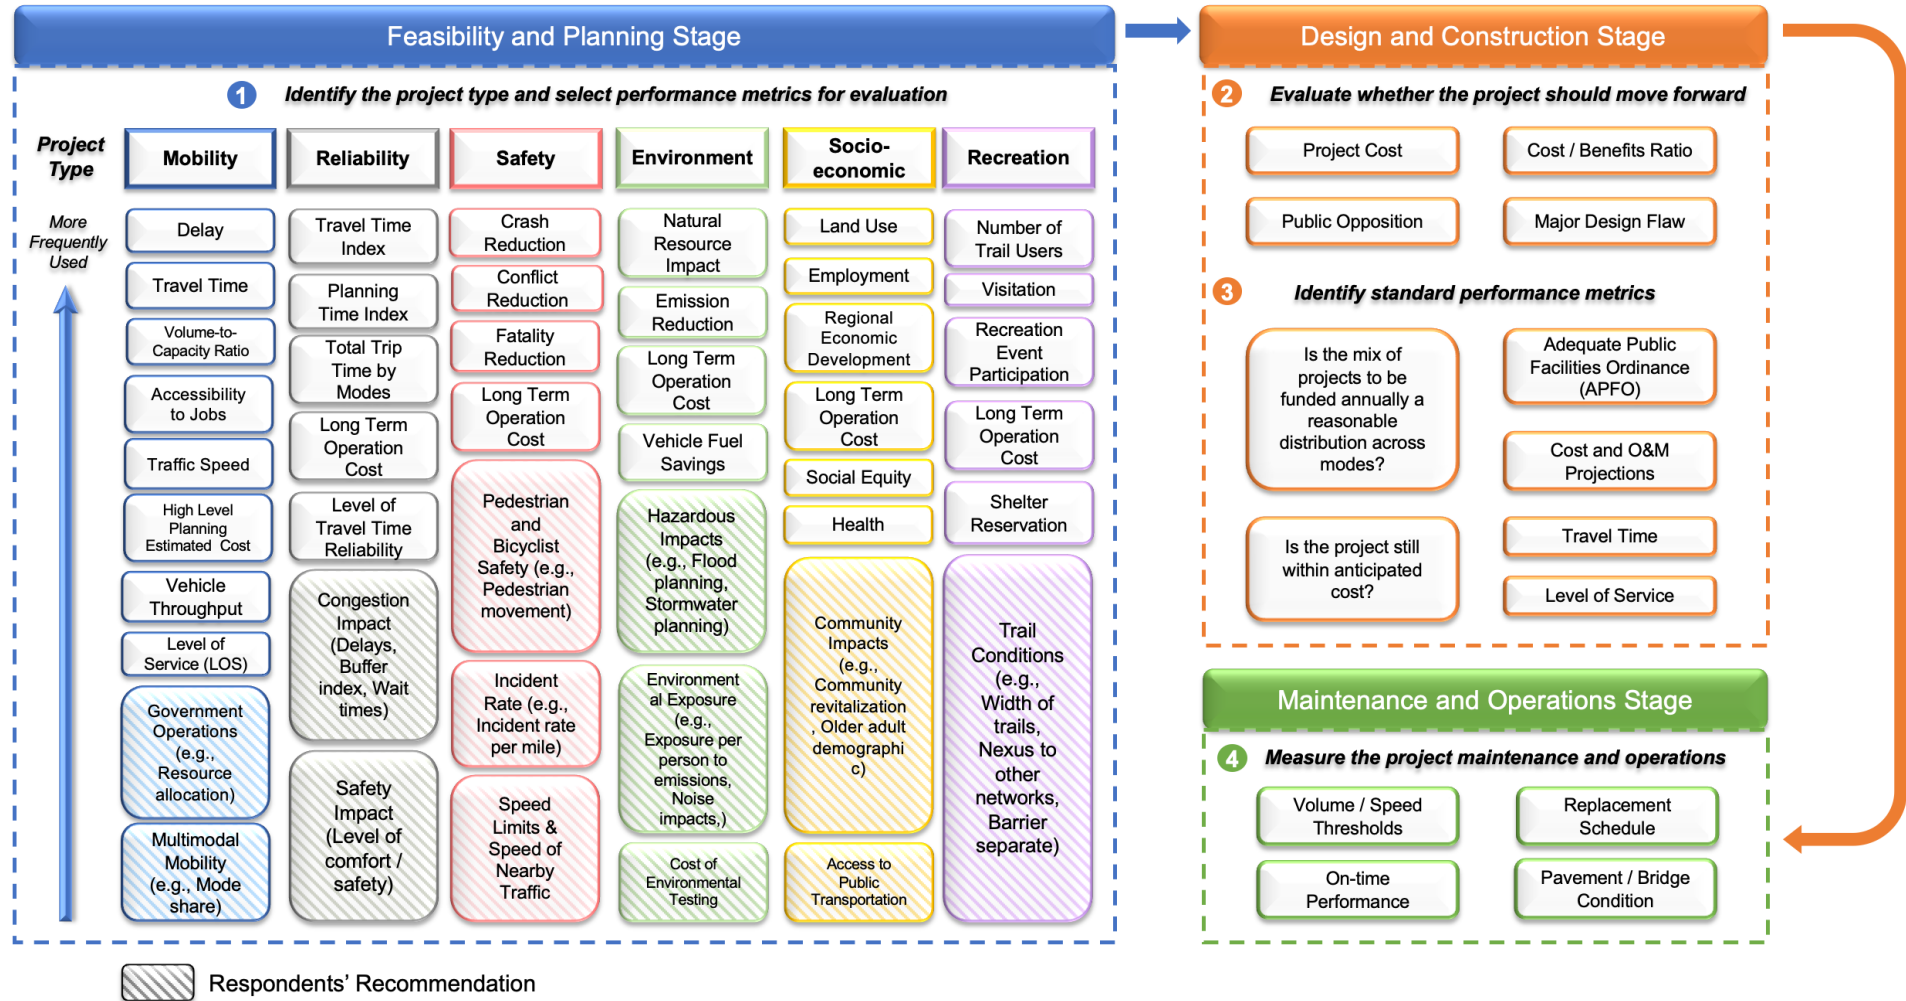 Feasibility and Planning Stage
1 Identify the project type and select performance metrics for evaluation
Project
Type
More
Frequently
Used
Mobility
Delay
Travel Time
Volume-to-
Capacity Ratio
Accessibility
to Jobs
Traffic Speed
High Level
Planning
Estimated Cost
Vehicle
Throughput
Level of
Service (LOS)
Government
Operations
(e.g.,
Resource
allocation)
Multimodal
Mobility
(e.g., Mode
share)
Reliability
Travel Time
Index
Planning
Time Index
Total Trip
Time by
Modes
Long Term
Operation
Cost
Level of
Travel Time
Reliability
Congestion
Impact
(Delays,
Buffer
index, Wait
times)
Safety
Impact
(Level of
comfort /
safety)
Safety
Crash
Reduction
Conflict
Reduction
Fatality
Reduction
Long Term
Operation
Cost
Pedestrian
and
Bicyclist
Safety (e.g.,
Pedestrian
movement)
Incident
Rate (e.g.,
Incident rate
per mile)
Speed
Limits &
Speed of
Nearby
Traffic
Environment
Natural
Resource
Impact
Emission
Reduction
Long Term
Operation
Cost
Vehicle Fuel
Savings
Hazardous
Impacts
(e.g., Flood
planning,
Stormwater
planning)
Environment
al Exposure
(e.g.,
Exposure per
person to
emissions,
Noise
impacts,)
Cost of
Environmental
Testing
Socio-
economic
Land Use
Employment
Regional
Economic
Development
Long Term
Operation
Cost
Social Equity
Health
Community
Impacts
(e.g.,
Community
revitalization
, Older adult
demographi
c)
Access to
Public
Transportation
Recreation
Number of
Trail Users
Visitation
Recreation
Event
Participation
Long Term
Operation
Cost
Shelter
Reservation
Trail
Conditions
(e.g.,
Width of
trails,
Nexus to
other
networks,
Barrier
separate)
Respondents' Recommendation
Design and Construction Stage
2 Evaluate whether the project should move forward
Project Cost
Cost / Benefits Ratio
Public Opposition
Major Design Flaw
3 Identify standard performance metrics
Is the mix of
projects to be
funded annually a
reasonable
distribution across
modes?
Is the project still
within anticipated
cost?
Adequate Public
Facilities Ordinance
(APFO)
Cost and O&M
Projections
Travel Time
Level of Service
Maintenance and Operations Stage
4 Measure the project maintenance and operations
Volume / Speed
Thresholds
Replacement
Schedule
On-time
Performance
Pavement / Bridge
Condition